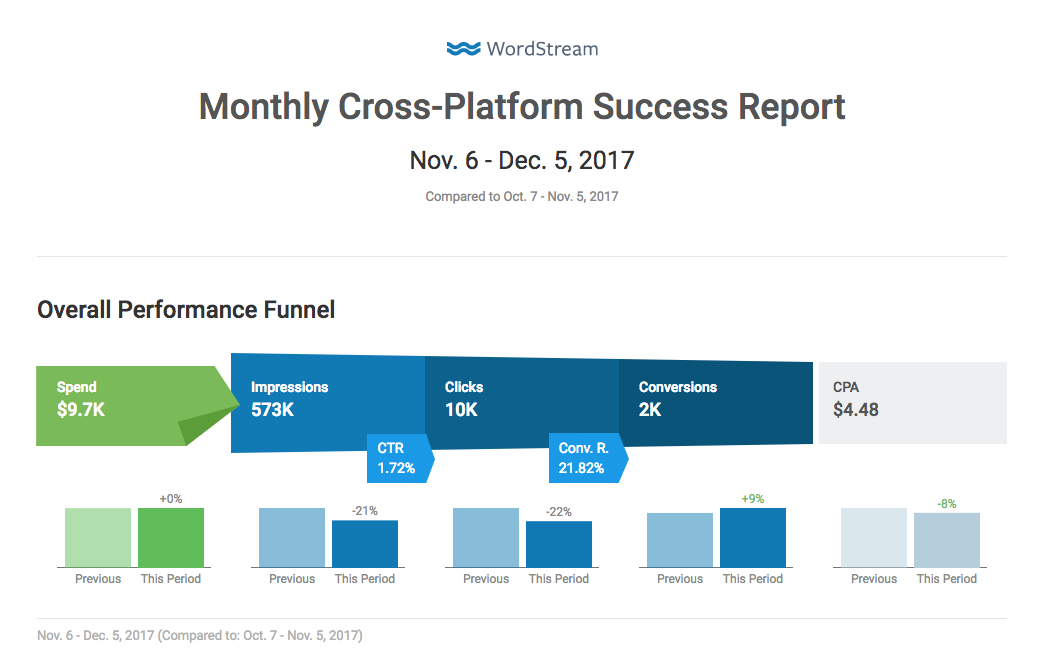 WordStream
Monthly Cross-Platform Success Report
Nov. 6 - Dec. 5, 2017
Compared to Oct. 7 - Nov. 5, 2017
Overall Performance Funnel
Spend
$9.7K
Impressions
573K
Clicks
10K
Conversions
2K
CPA
$4.48
CTR
1.72%
Conv. R.
21.82%
+0%
-21%
-22%
+9%
-8%
Previous This Period
Previous This Period
Previous This Period
Previous This Period
Previous This Period
Nov. 6 - Dec. 5, 2017 (Compared to: Oct. 7 - Nov. 5, 2017)